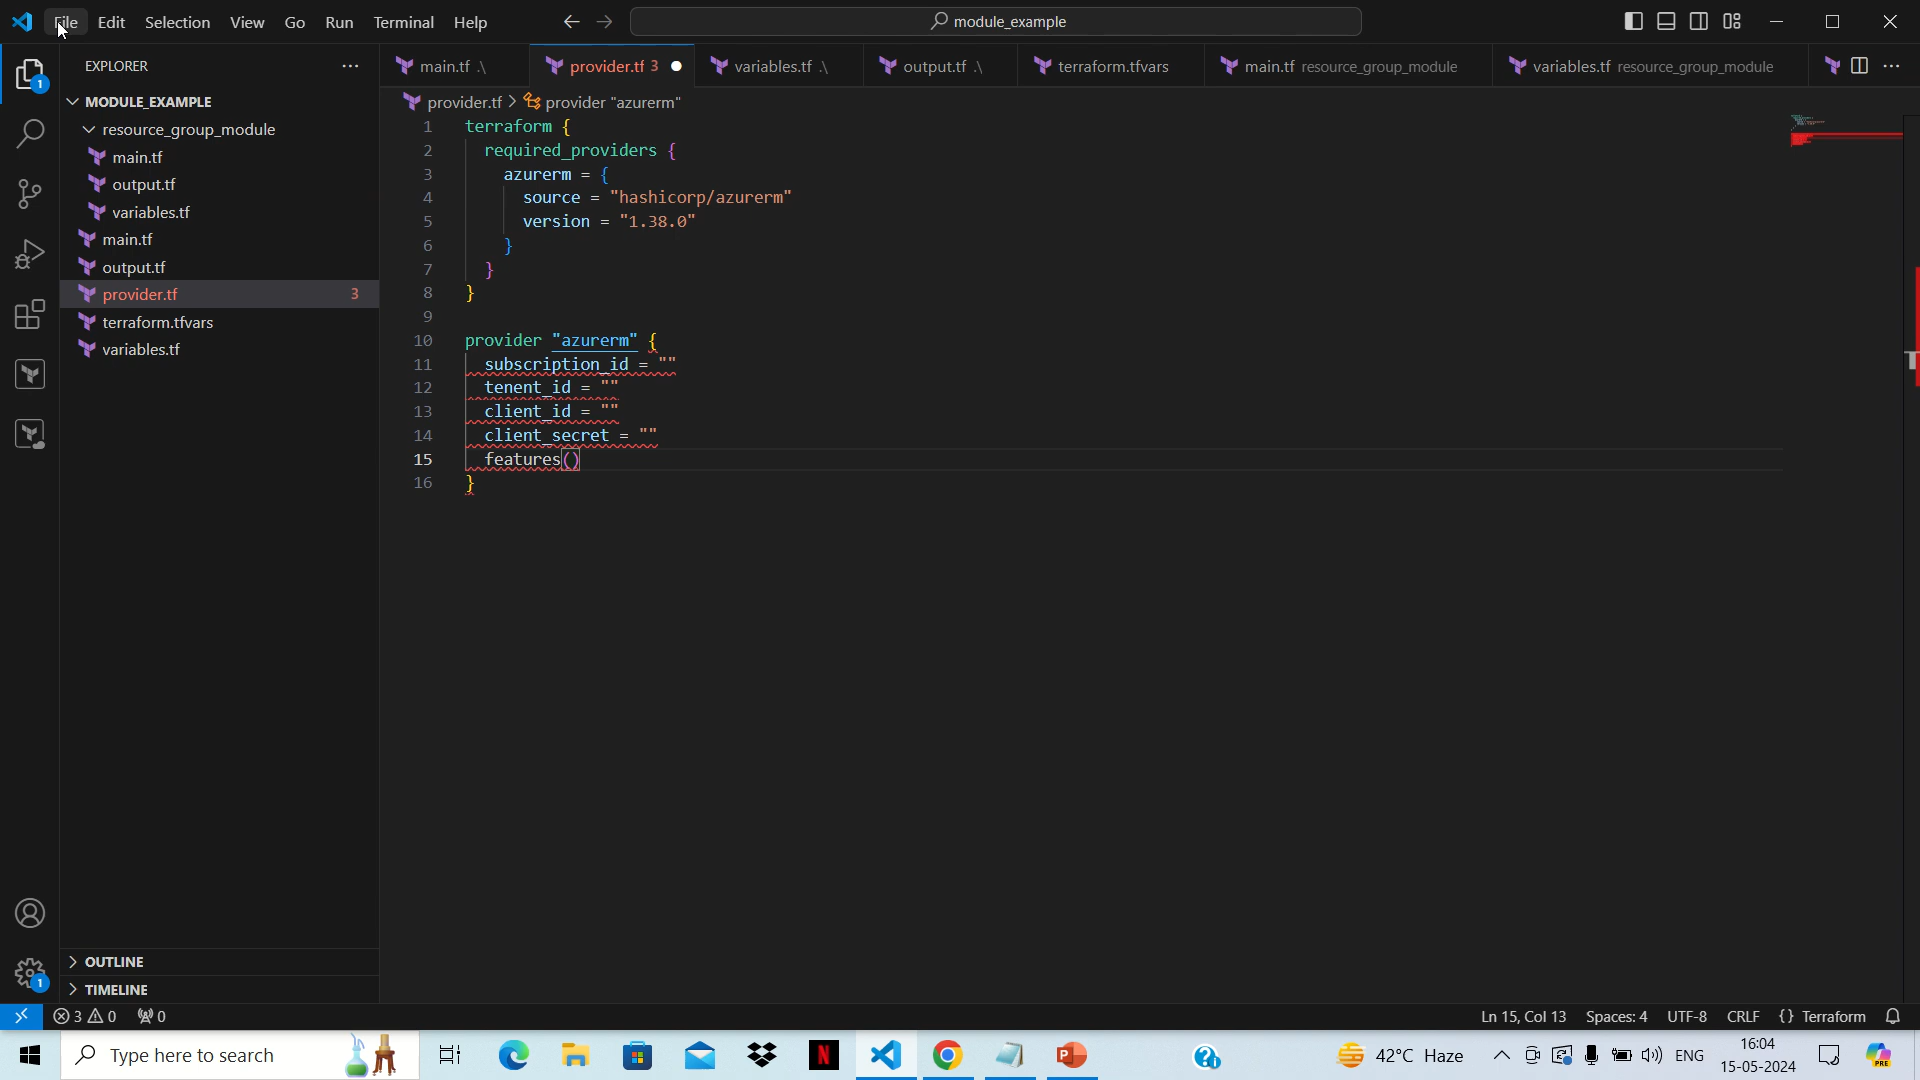 File Edit Selection View Go Run Terminal Help
module_example
EXPLORER
main.tf .\ provider.tf 3 variables.tf .\ output.tf .\ terraform.tfvars main.tf resource_group_module variables.tf resource_group_module
MODULE_EXAMPLE
resource_group_module
main.tf
output.tf
variables.tf
main.tf
output.tf
provider.tf 3
terraform.tfvars
variables.tf
OUTLINE
TIMELINE
provider.tf > provider "azurerm"
1 terraform {
2 required_providers {
3 azurerm = {
4 source = "hashicorp/azurerm"
5 version = "1.38.0"
6 }
7 }
8 }
9
10 provider "azurerm" {
11 subscription_id = ""
12 tenent_id = ""
13 client_id = ""
14 client_secret = ""
15 features()
16 }
1
1
3 0 0
Ln 15, Col 13 Spaces: 4 UTF-8 CRLF {} Terraform
Type here to search
N
P
42°C Haze
ENG
16:04
15-05-2024
PRE